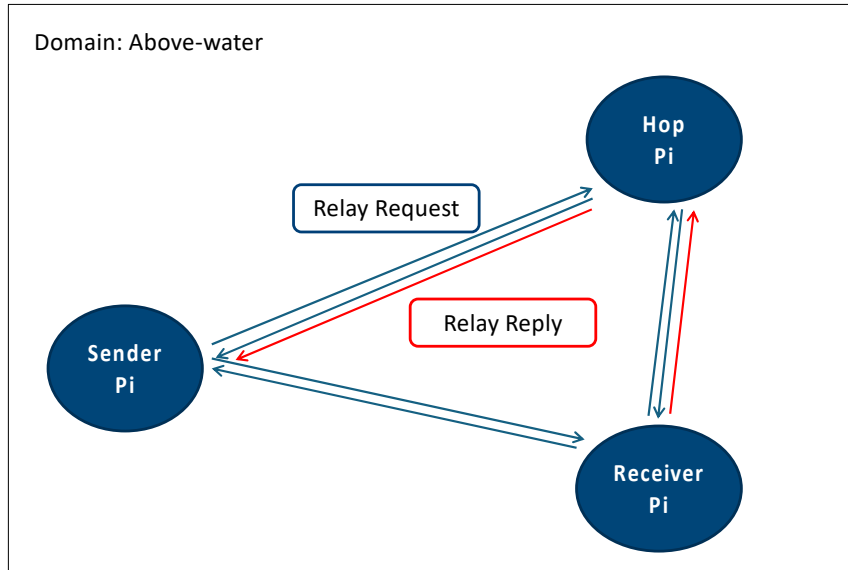 Domain: Above-water
Hop
Pi
Relay Request
Relay Reply
Sender
Pi
Receiver
Pi